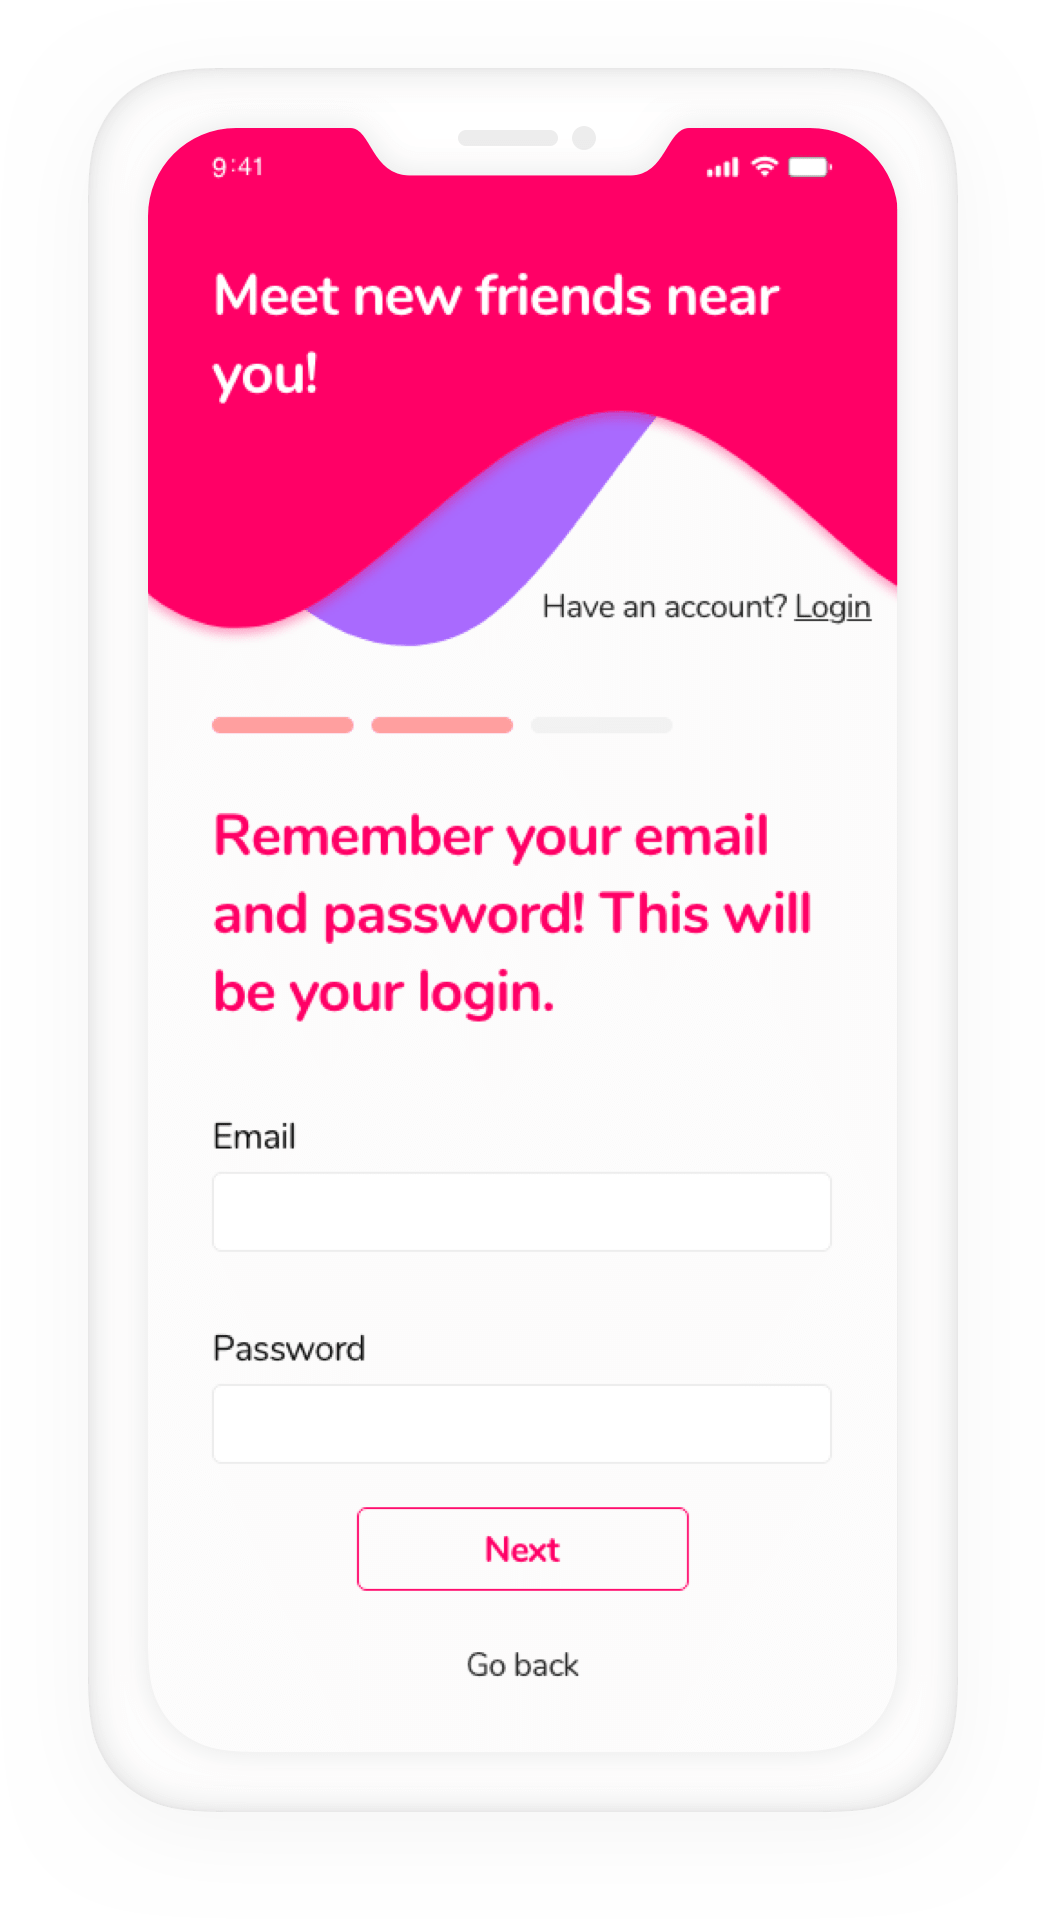 9:41
Meet new friends near
you!
Have an account? Login
Remember your email
and password! This will
be your login.
Email
Password
Next
Go back